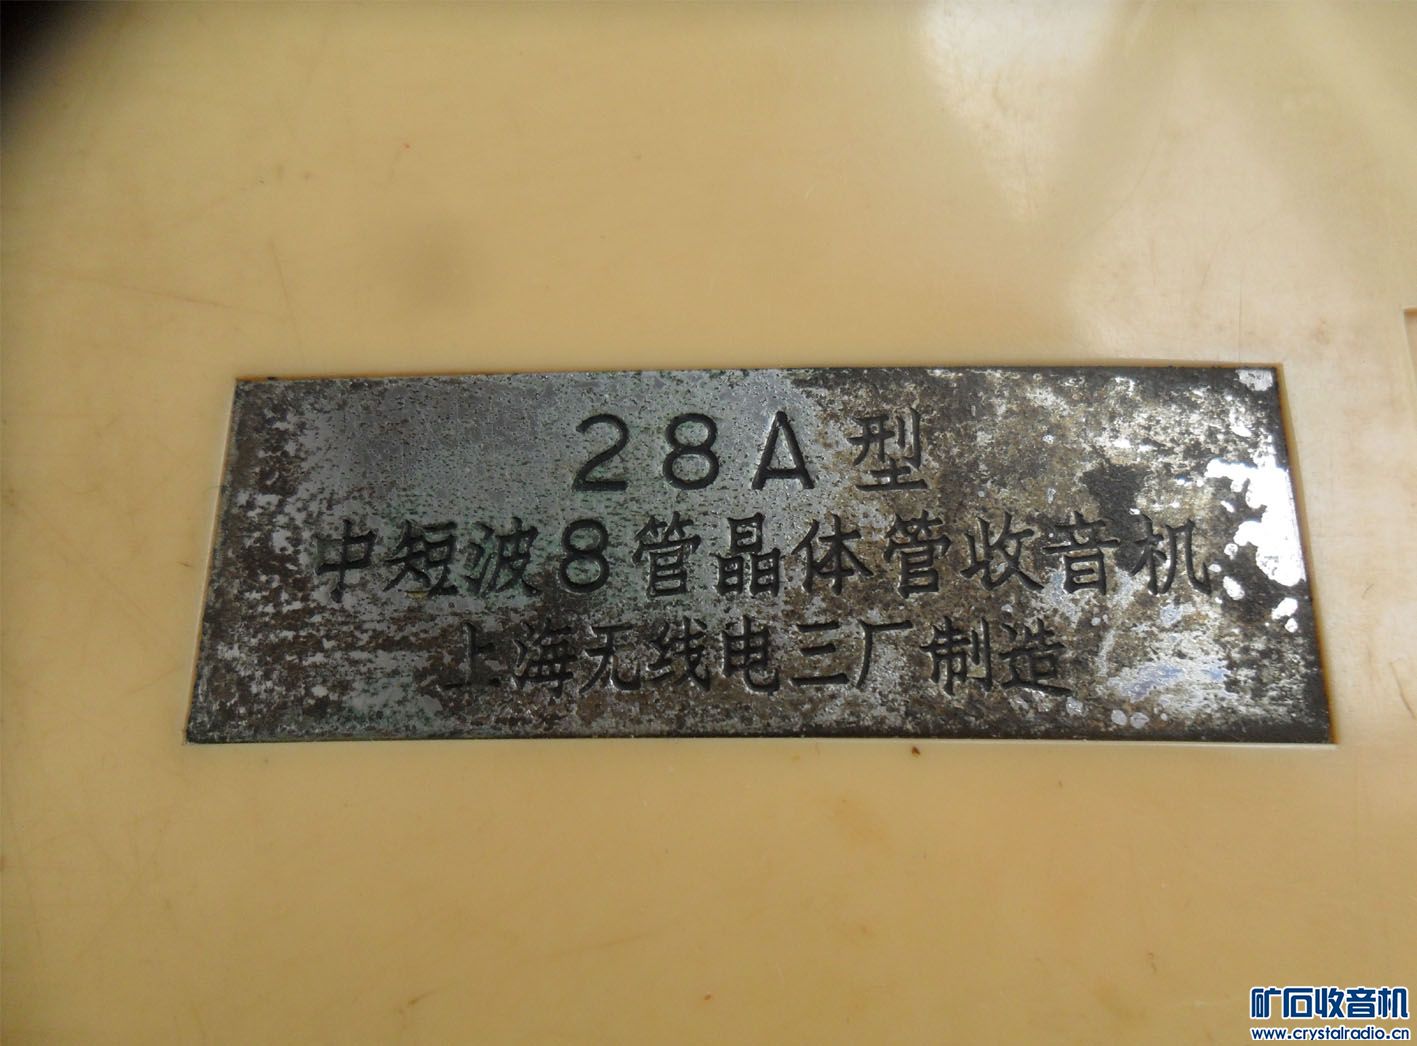 28A型
中短波8管晶体管收音机
上海无线电三厂制造
矿石收音机
www.crystalradio.cn